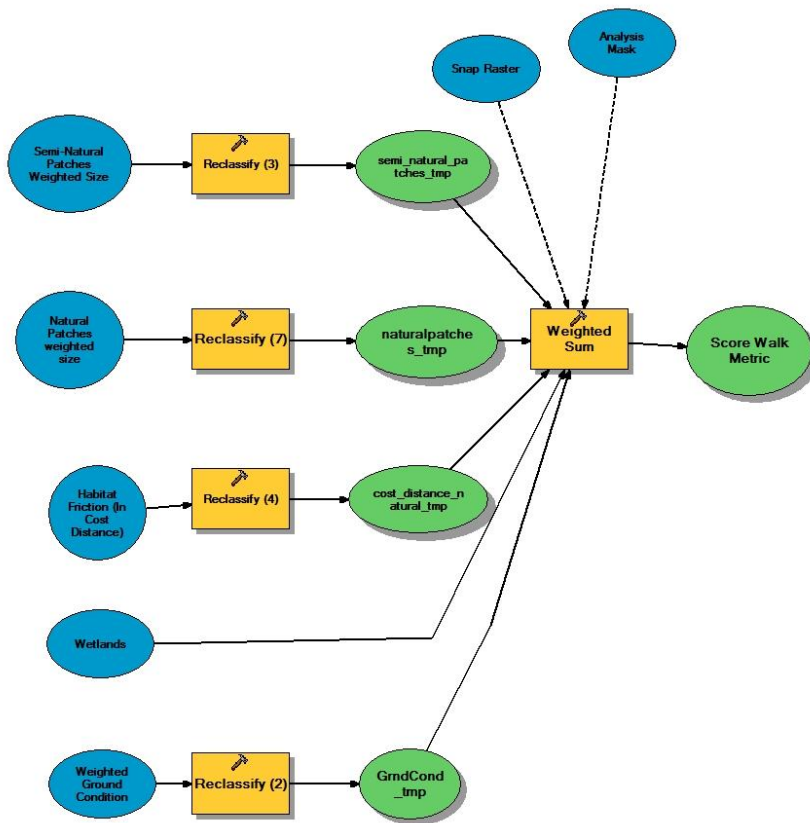 Analysis
Mask
Snap Raster
Semi-Natural
Patches
Weighted Size
Reclassify (3)
semi_natural_pa
tches_tmp
Natural
Patches
weighted
size
Reclassify (7)
naturalpatche
s_tmp
Weighted
Sum
Score Walk
Metric
Habitat
Friction (In
Cost
Distance)
Reclassify (4)
cost_distance_n
atural_tmp
Wetlands
Weighted
Ground
Condition
Reclassify (2)
GrndCond
_tmp